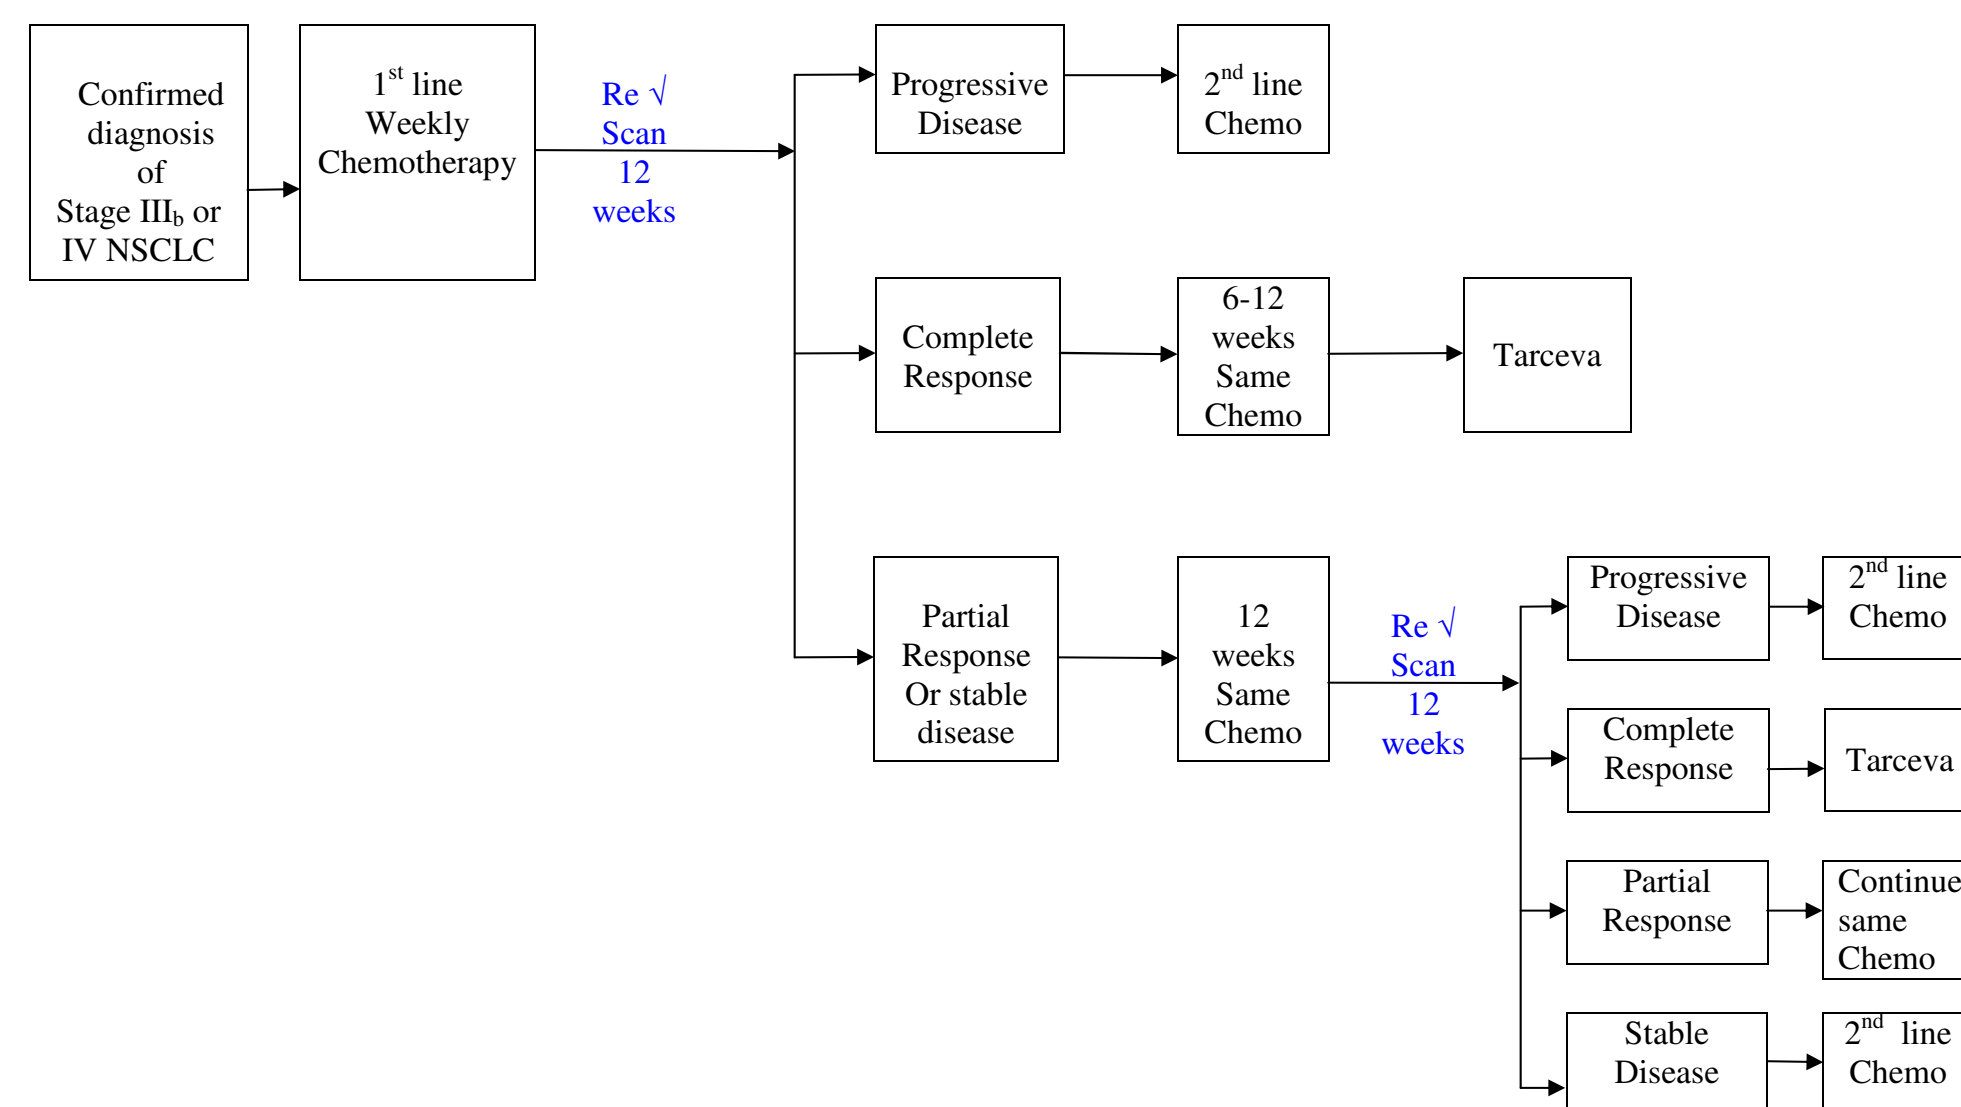 Confirmed
diagnosis
of
Stage IIIb or
IV NSCLC
1st line
Weekly
Chemotherapy
Re √
Scan
12
weeks
Progressive
Disease
2nd line
Chemo
Complete
Response
6-12
weeks
Same
Chemo
Tarceva
Partial
Response
Or stable
disease
12
weeks
Same
Chemo
Re √
Scan
12
weeks
Progressive
Disease
2nd line
Chemo
Complete
Response
Tarceva
Partial
Response
Continue
same
Chemo
Stable
Disease
2nd line
Chemo